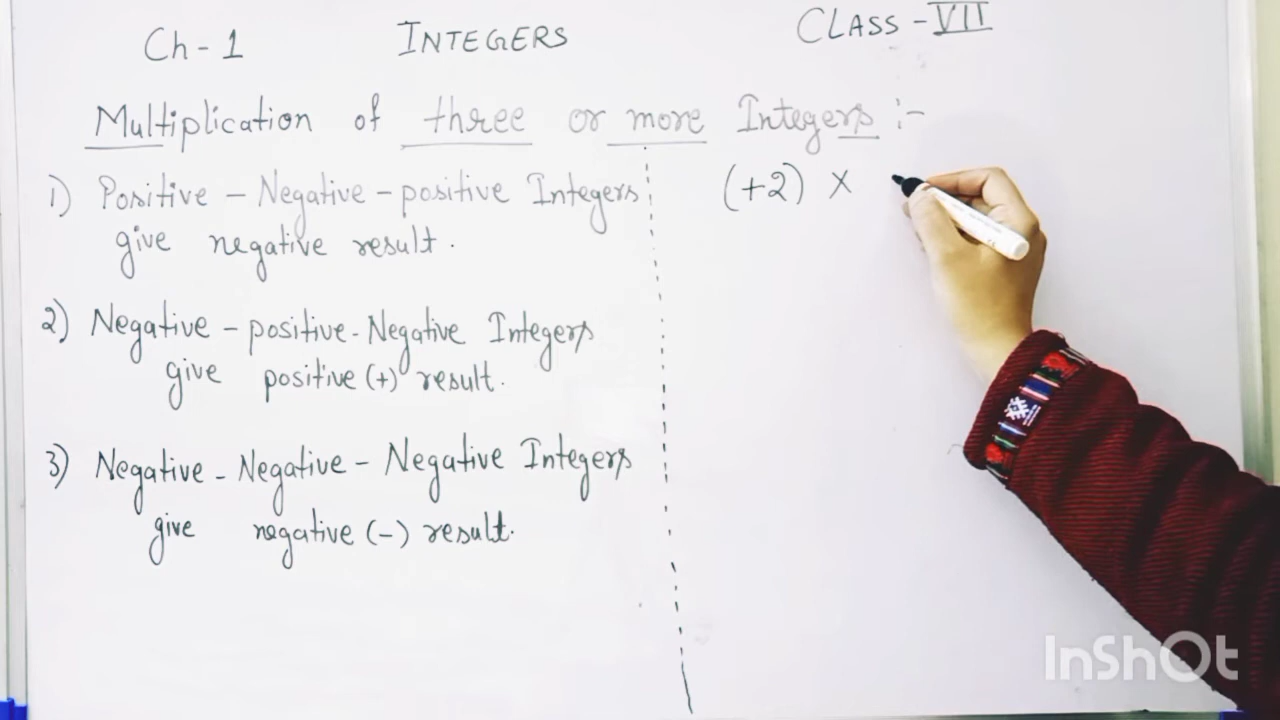 Ch-1 INTEGERS CLASS-VII
Multiplication of three or more Integers :-
1) Positive - Negative - positive Integers
give negative result.
2) Negative - positive - Negative Integers
give positive (+) result.
3) Negative - Negative - Negative Integers
give negative (-) result.
(+2) ×
InShOt